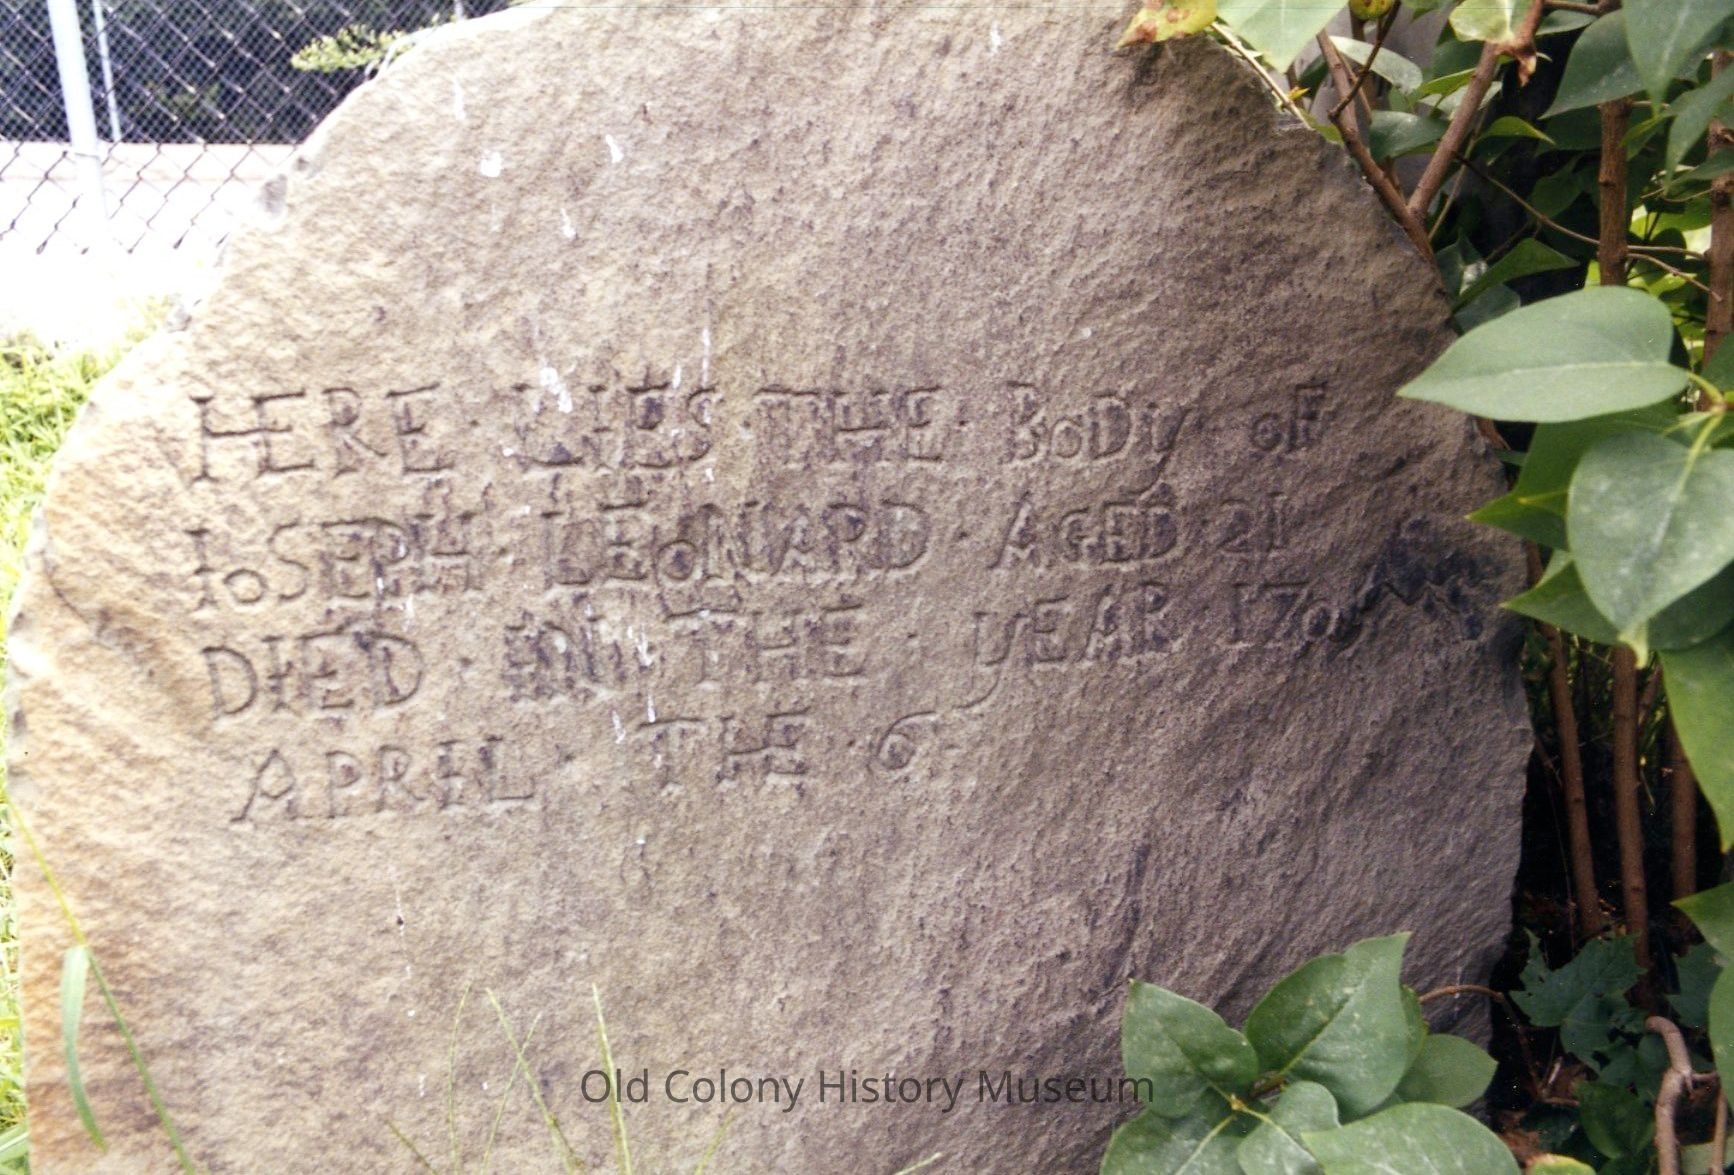 HERE · LIES THE BoDy oF
IoSEPH · LEoNARD · AGED 21
DIED · IN THE · yEAR
APRIL · THE 6
Old Colony History Museum